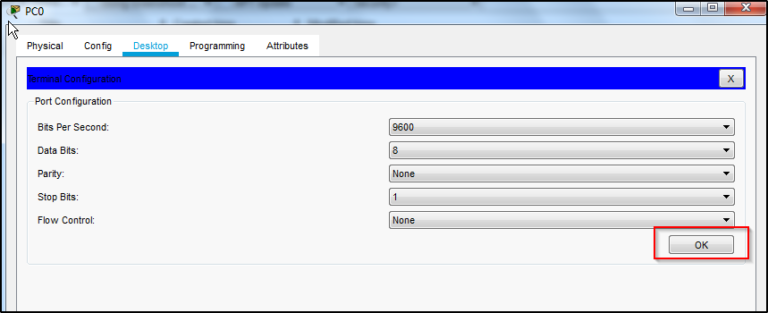 PC0
Physical Config Desktop Programming Attributes
Terminal Configuration
X
Port Configuration
Bits Per Second: 9600
Data Bits: 8
Parity: None
Stop Bits: 1
Flow Control: None
OK